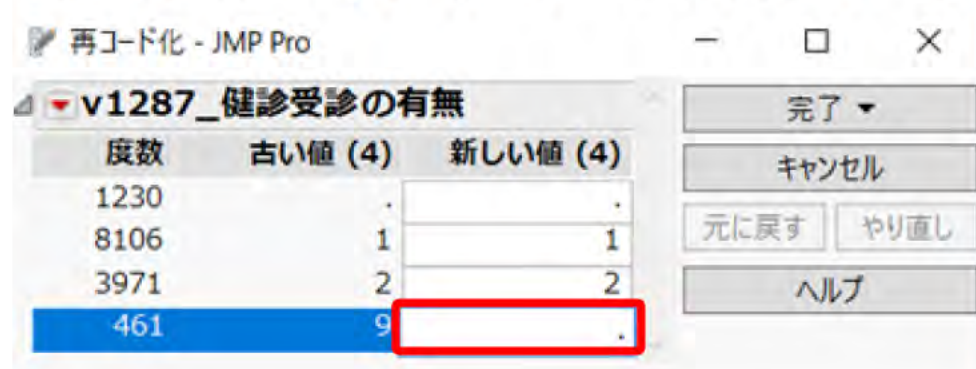 再コード化 - JMP Pro
v1287_健診受診の有無
度数 古い値 (4) 新しい値 (4)
1230 . .
8106 1 1
3971 2 2
461 9 .
完了
キャンセル
元に戻す やり直し
ヘルプ